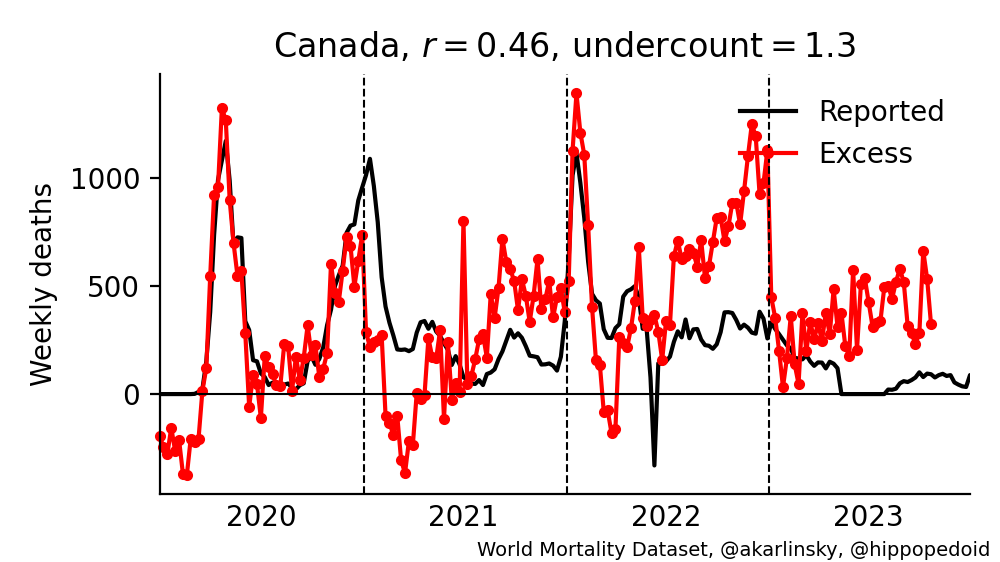 Canada, r = 0.46, undercount = 1.3
Reported
Excess
Weekly deaths
1000
500
0
2020 2021 2022 2023
World Mortality Dataset, @akarlinsky, @hippopedoid